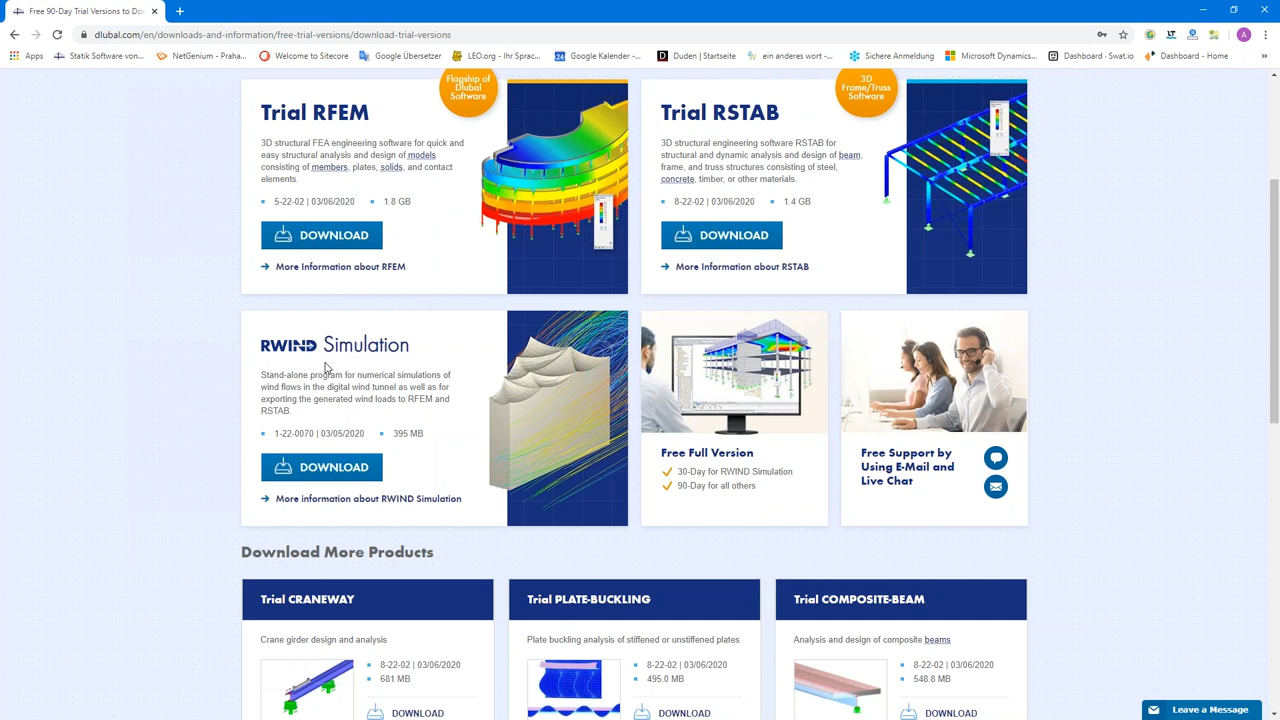 Free 90-Day Trial Versions to Do
dlubal.com/en/downloads-and-information/free-trial-versions/download-trial-versions
A
Apps
Statik Software von...
NetGenium - Praha...
Welcome to Sitecore
Google Übersetzer
LEO.org - Ihr Sprac...
Google Kalender -...
Duden | Startseite
ein anderes wort -...
Sichere Anmeldung
Microsoft Dynamics...
Dashboard · Swat.io
Dashboard - Home
Flagship of
Dlubal
Software
Trial RFEM
3D structural FEA engineering software for quick and
easy structural analysis and design of models
consisting of members, plates, solids, and contact
elements.
5-22-02 | 03/06/2020
1.8 GB
DOWNLOAD
More Information about RFEM
3D
Frame/Truss
Software
Trial RSTAB
3D structural engineering software RSTAB for
structural and dynamic analysis and design of beam,
frame, and truss structures consisting of steel,
concrete, timber, or other materials.
8-22-02 | 03/06/2020
1.4 GB
DOWNLOAD
More Information about RSTAB
RWIND Simulation
Stand-alone program for numerical simulations of
wind flows in the digital wind tunnel as well as for
exporting the generated wind loads to RFEM and
RSTAB.
1-22-0070 | 03/05/2020
395 MB
DOWNLOAD
More information about RWIND Simulation
Free Full Version
30-Day for RWIND Simulation
90-Day for all others
Free Support by
Using E-Mail and
Live Chat
Download More Products
Trial CRANEWAY
Crane girder design and analysis
8-22-02 | 03/06/2020
681 MB
DOWNLOAD
Trial PLATE-BUCKLING
Plate buckling analysis of stiffened or unstiffened plates
8-22-02 | 03/06/2020
495.0 MB
DOWNLOAD
Trial COMPOSITE-BEAM
Analysis and design of composite beams
8-22-02 | 03/06/2020
548.8 MB
DOWNLOAD
Leave a Message